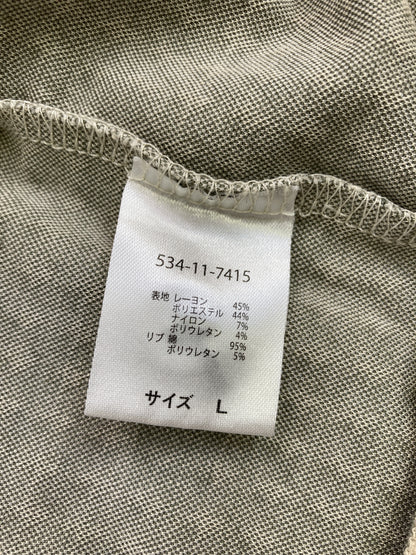 534-11-7415
表地 レーヨン 45%
ポリエステル 44%
ナイロン 7%
ポリウレタン 4%
リブ 綿 95%
ポリウレタン 5%
サイズ L